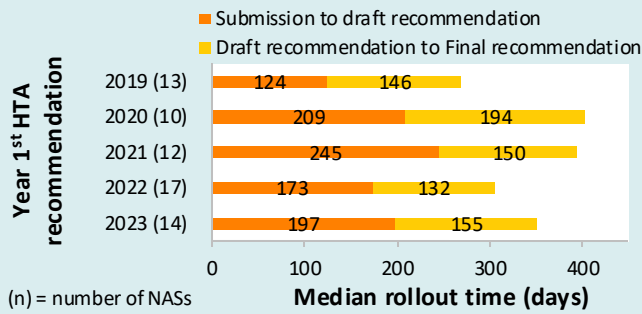 Submission to draft recommendation
Draft recommendation to Final recommendation
Year 1st HTA
recommendation
2019 (13) 124 146
2020 (10) 209 194
2021 (12) 245 150
2022 (17) 173 132
2023 (14) 197 155
0 100 200 300 400
(n) = number of NASs
Median rollout time (days)